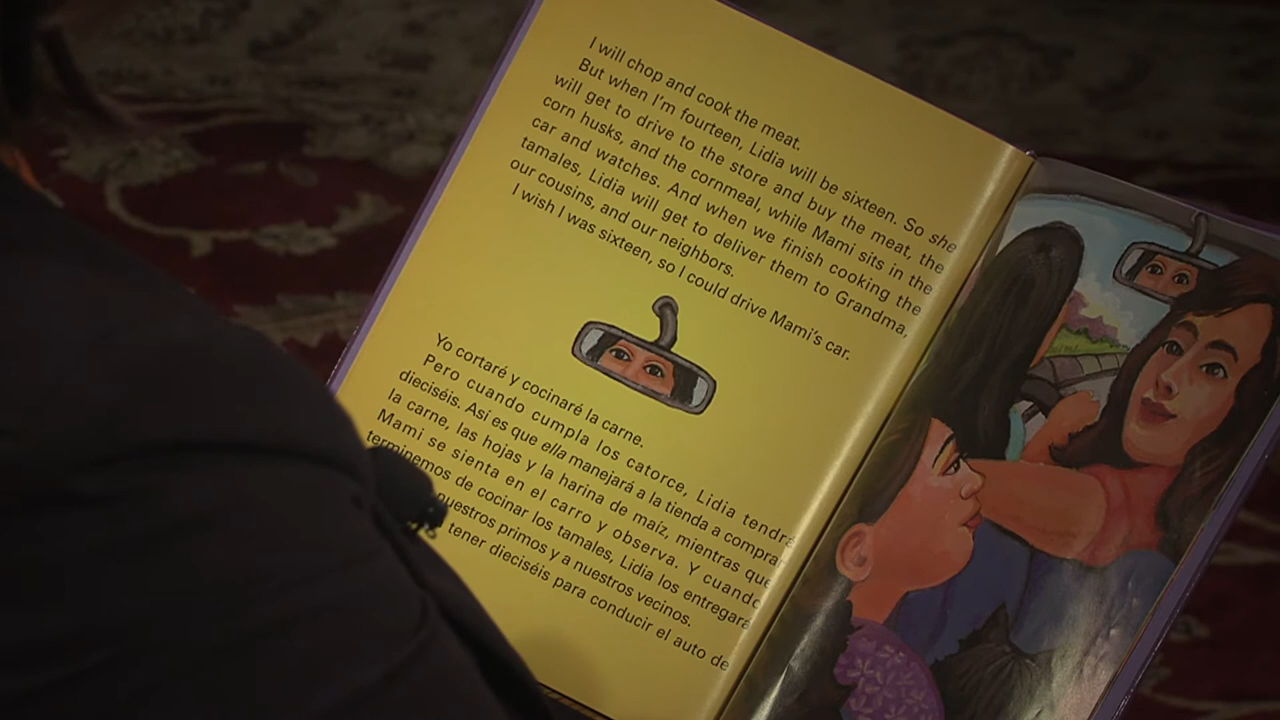 I will chop and cook the meat.
But when I'm fourteen, Lidia will be sixteen. So she
will get to drive to the store and buy the meat, the
corn husks, and the cornmeal, while Mami sits in the
car and watches. And when we finish cooking the
tamales, Lidia will get to deliver them to Grandma,
our cousins, and our neighbors.
I wish I was sixteen, so I could drive Mami's car.
Yo cortaré y cocinaré la carne.
Pero cuando cumpla los catorce, Lidia tendrá
dieciséis. Así es que ella manejará a la tienda a comprar
la carne, las hojas y la harina de maíz, mientras que
Mami se sienta en el carro y observa. Y cuando
terminemos de cocinar los tamales, Lidia los entregará
nuestros primos y a nuestros vecinos.
tener dieciséis para conducir el auto de